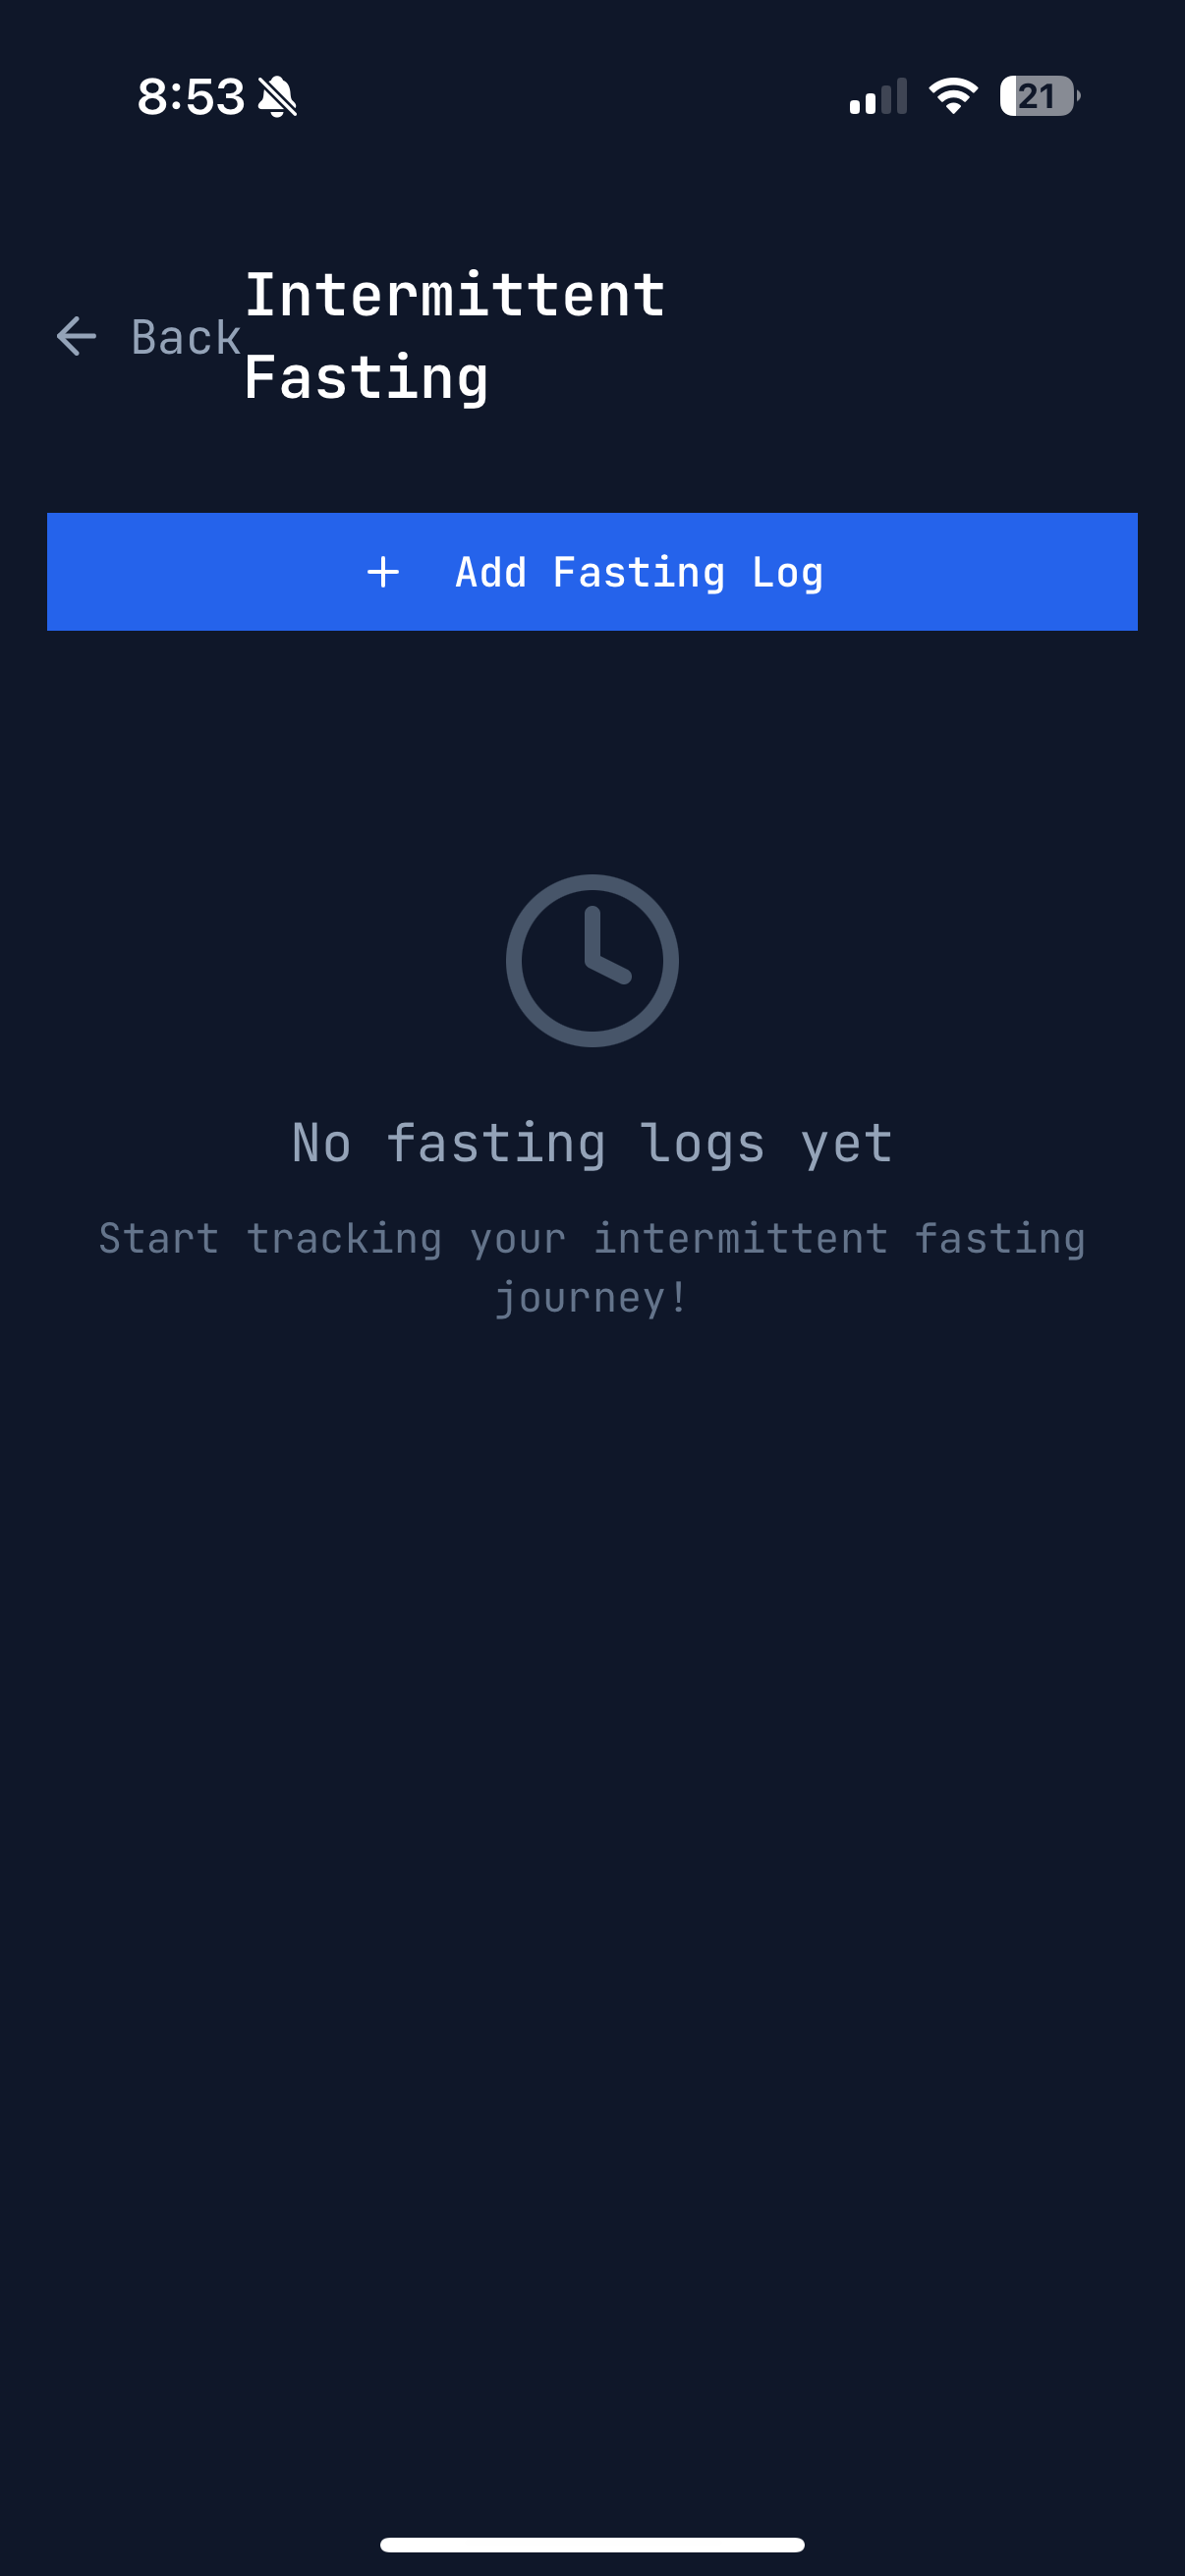 8:53
21
Back
Intermittent
Fasting
+ Add Fasting Log
No fasting logs yet
Start tracking your intermittent fasting
journey!